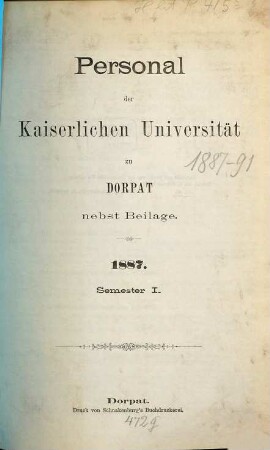 Personal
der
Kaiserlichen Universität
zu
1887-91
DORPAT
nebst Beilage.
1887.
Semester I.
Dorpat.
Druck von Schnakenburg's Buchdruckerei.